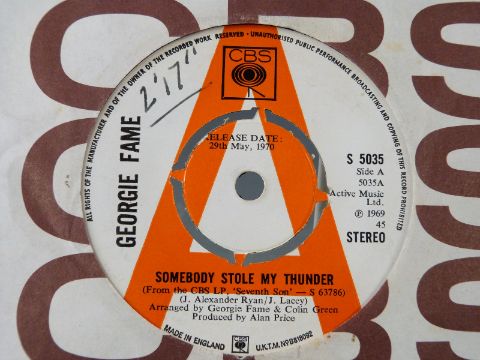 ALL RIGHTS OF THE MANUFACTURER AND OF THE OWNER OF THE RECORDED WORK RESERVED · UNAUTHORISED PUBLIC PERFORMANCE BROADCASTING AND COPYING OF THIS RECORD PROHIBITED
CBS
2'17"
GEORGIE FAME
RELEASE DATE:
29th May, 1970
S 5035
Side A
5035A
Active Music
Ltd.
℗ 1969
45
STEREO
SOMEBODY STOLE MY THUNDER
(From the CBS LP. 'Seventh Son' — S 63786)
(J. Alexander Ryan/J. Lacey)
Arranged by Georgie Fame & Colin Green
Produced by Alan Price
MADE IN ENGLAND
U.K.T.M. Nº B818092